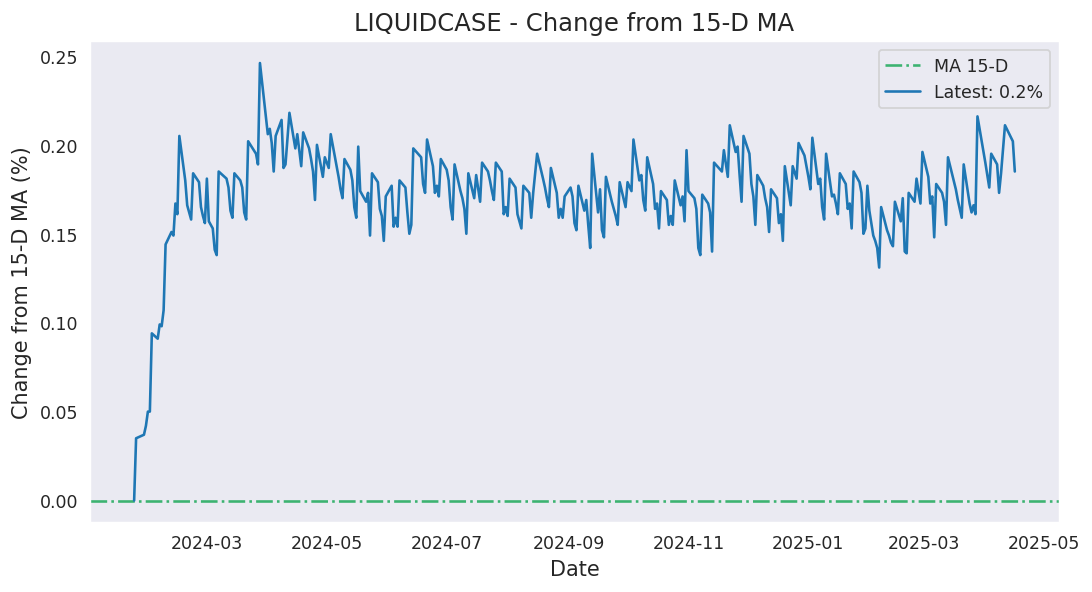 LIQUIDCASE - Change from 15-D MA
MA 15-D
Latest: 0.2%
Change from 15-D MA (%)
0.25
0.20
0.15
0.10
0.05
0.00
2024-03 2024-05 2024-07 2024-09 2024-11 2025-01 2025-03 2025-05
Date